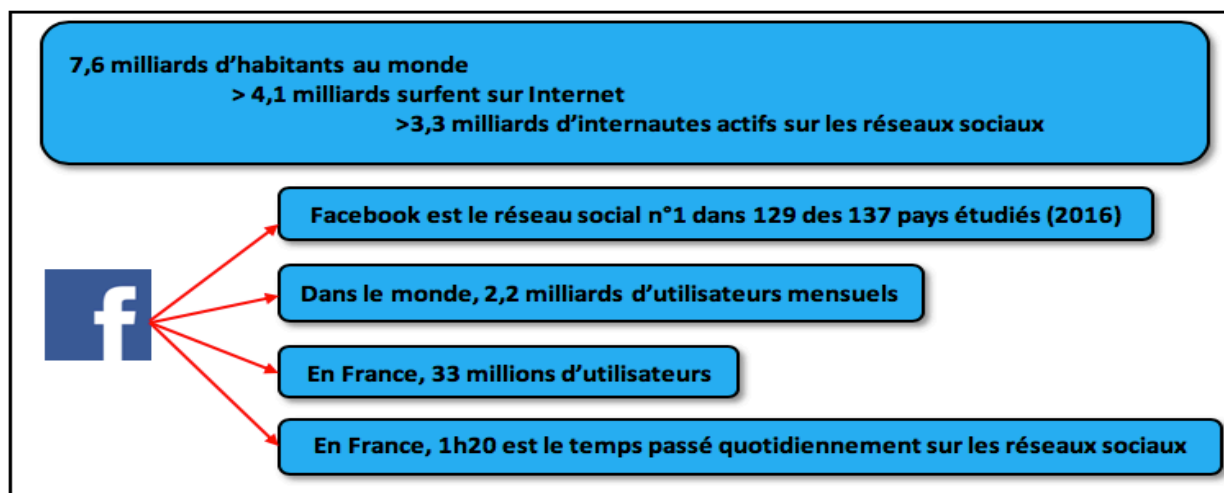 7,6 milliards d’habitants au monde
> 4,1 milliards surfent sur Internet
>3,3 milliards d’internautes actifs sur les réseaux sociaux
Facebook est le réseau social n°1 dans 129 des 137 pays étudiés (2016)
Dans le monde, 2,2 milliards d’utilisateurs mensuels
f
En France, 33 millions d’utilisateurs
En France, 1h20 est le temps passé quotidiennement sur les réseaux sociaux